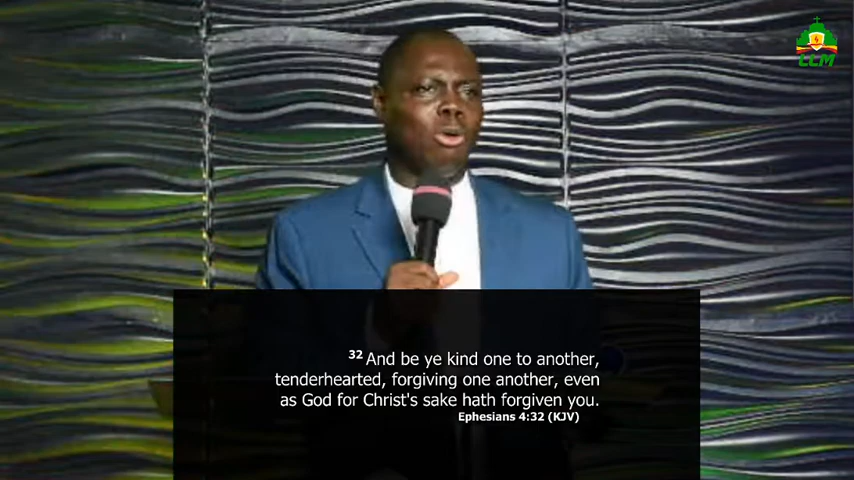 LCM
32 And be ye kind one to another,
tenderhearted, forgiving one another, even
as God for Christ's sake hath forgiven you.
Ephesians 4:32 (KJV)